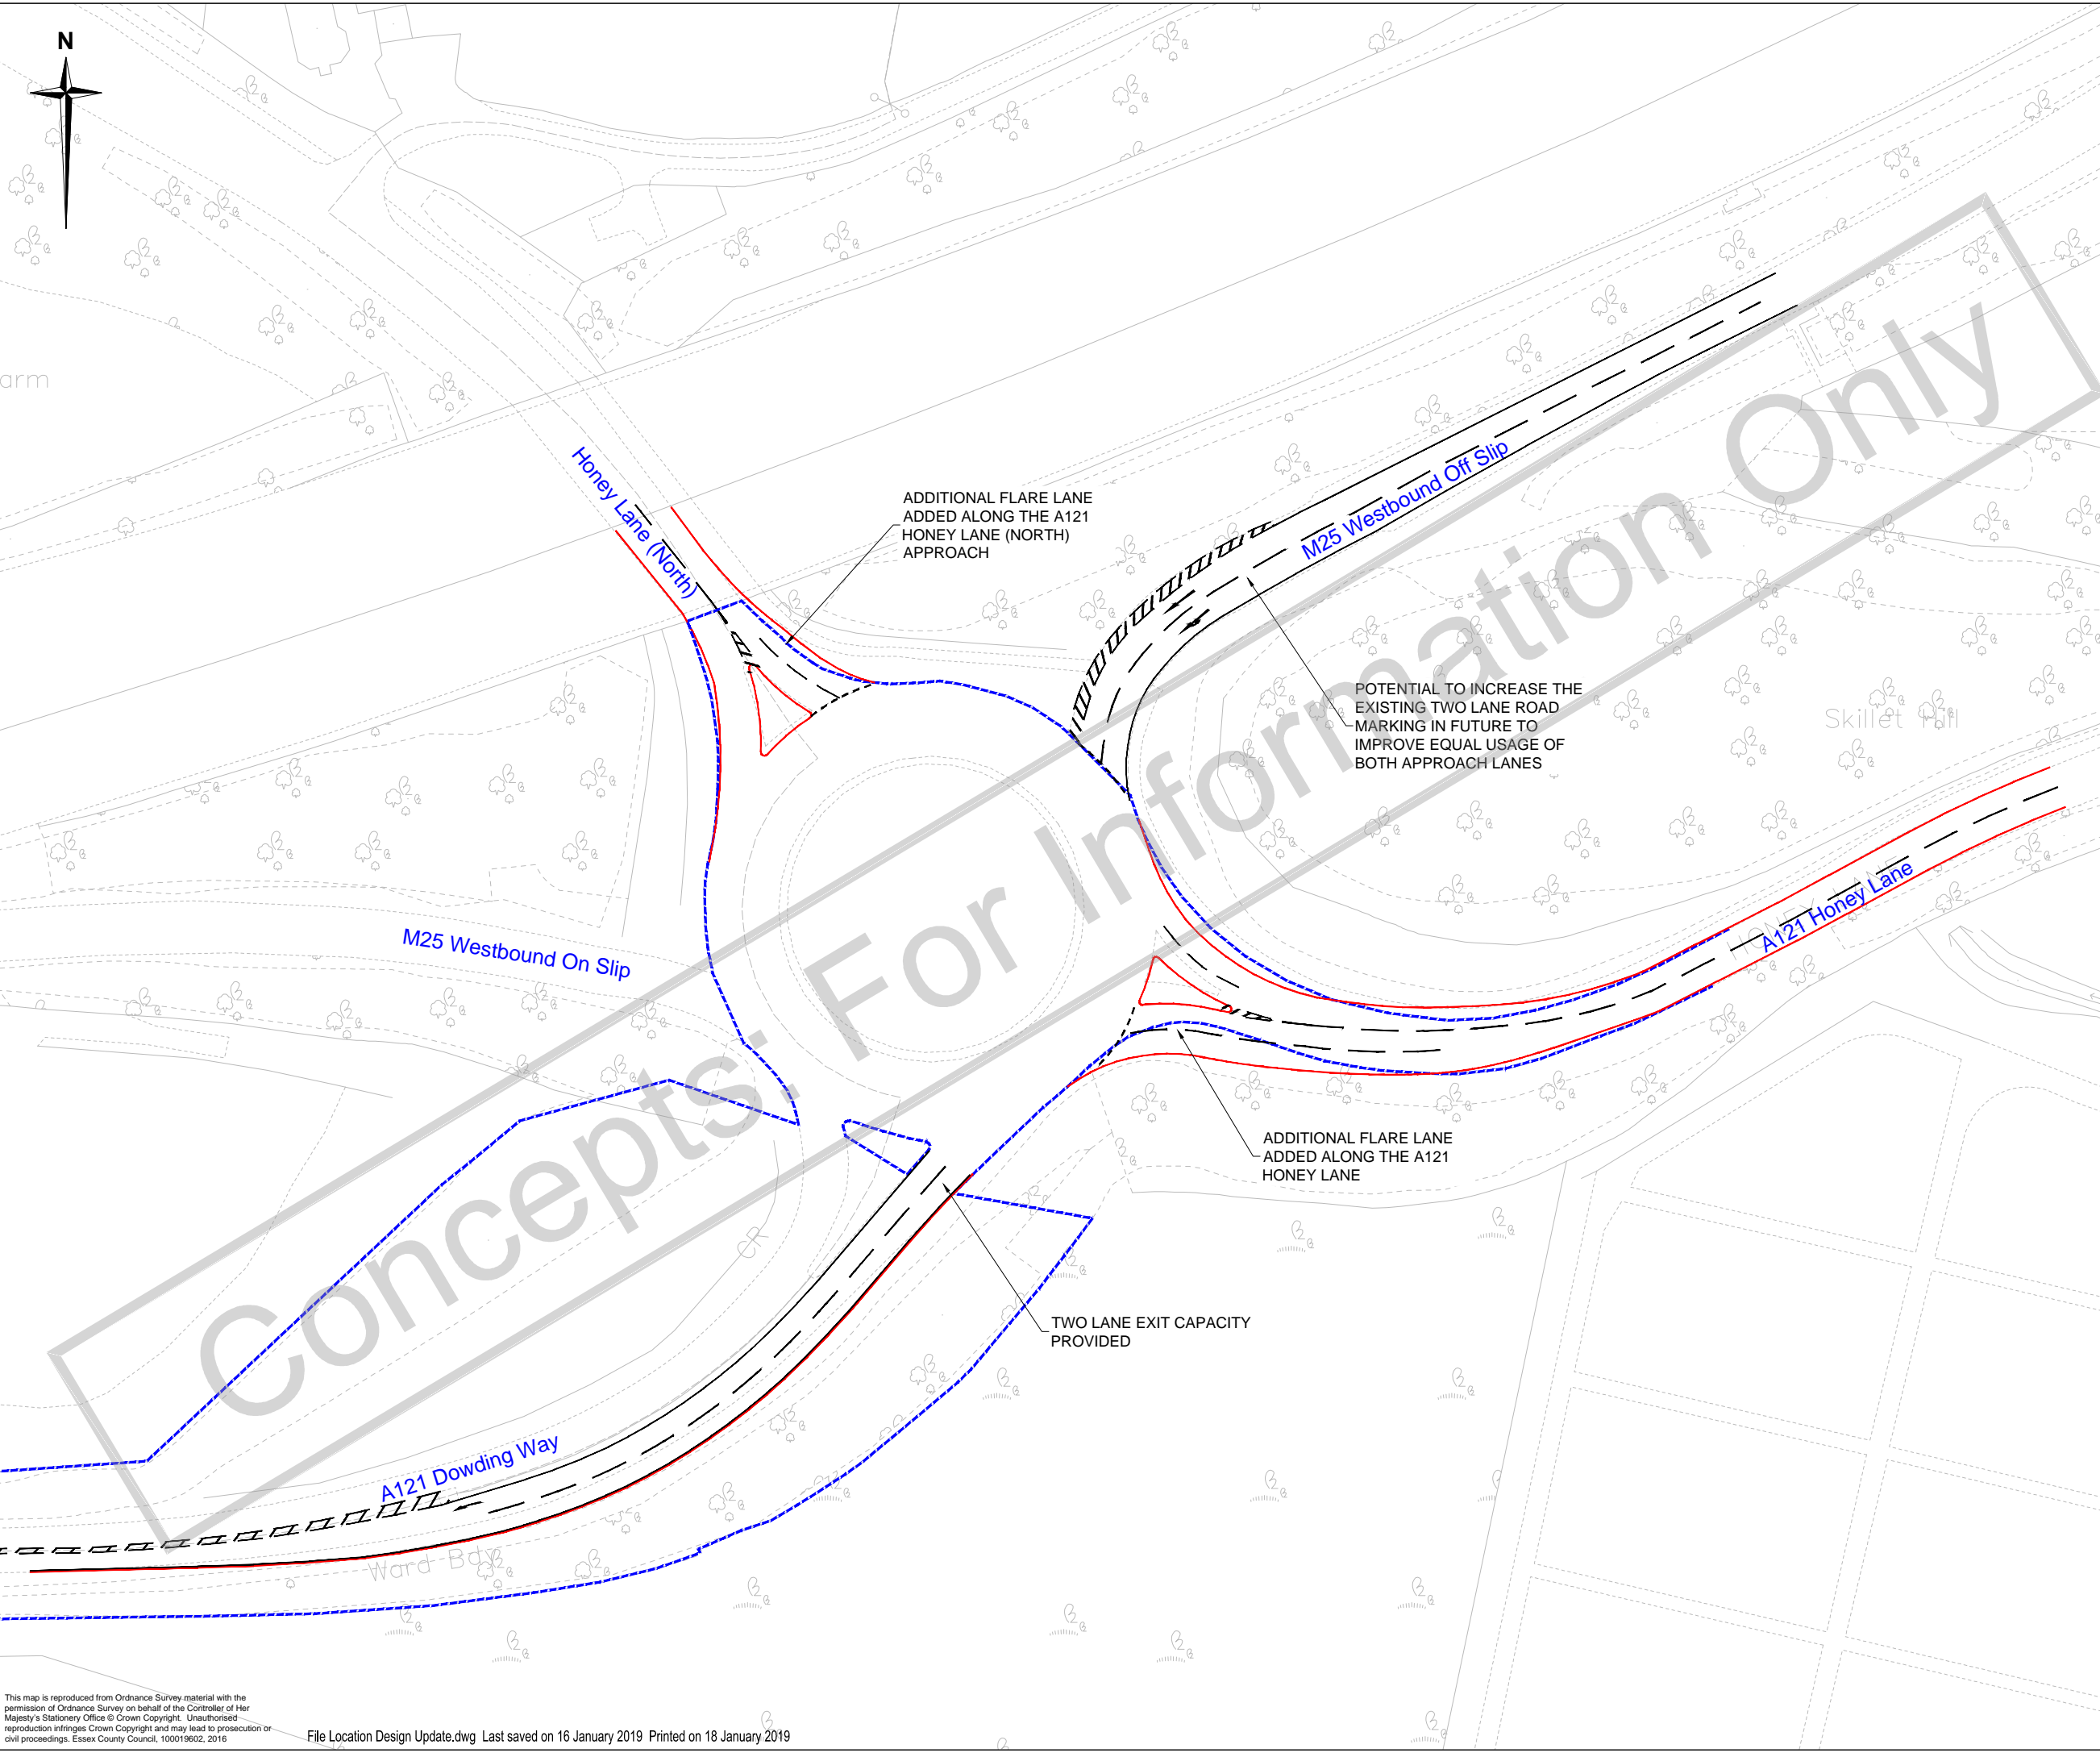 N
arm
Honey Lane (North)
ADDITIONAL FLARE LANE
ADDED ALONG THE A121
HONEY LANE (NORTH)
APPROACH
M25 Westbound Off Slip
POTENTIAL TO INCREASE THE
EXISTING TWO LANE ROAD
MARKING IN FUTURE TO
IMPROVE EQUAL USAGE OF
BOTH APPROACH LANES
Skillet Hill
HONEY LANE
A121 Honey Lane
M25 Westbound On Slip
Concepts: For Information Only
ADDITIONAL FLARE LANE
ADDED ALONG THE A121
HONEY LANE
CR
TWO LANE EXIT CAPACITY
PROVIDED
A121 Dowding Way
Ward Bdy
This map is reproduced from Ordnance Survey material with the
permission of Ordnance Survey on behalf of the Controller of Her
Majesty's Stationery Office © Crown Copyright. Unauthorised
reproduction infringes Crown Copyright and may lead to prosecution or
civil proceedings. Essex County Council, 100019602, 2016
File Location Design Update.dwg Last saved on 16 January 2019 Printed on 18 January 2019